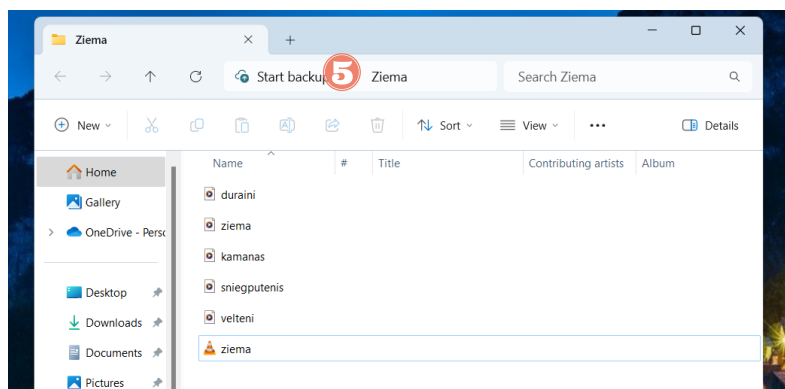 Ziema
Start backup 5 Ziema Search Ziema
New Sort View ••• Details
Name # Title Contributing artists Album
Home
Gallery
OneDrive - Perso
duraini
ziema
kamanas
sniegputenis
velteni
ziema
Desktop
Downloads
Documents
Pictures